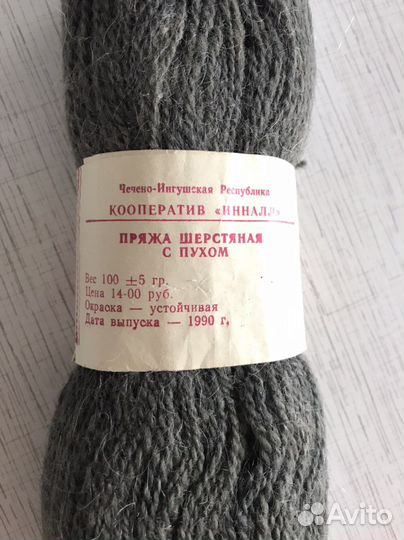 Чечено-Ингушская Республика
КООПЕРАТИВ «ИННАЛЛ»
ПРЯЖА ШЕРСТЯНАЯ
С ПУХОМ
Вес 100 ±5 гр.
Цена 14-00 руб.
Окраска — устойчивая
Дата выпуска — 1990 г,
Avito